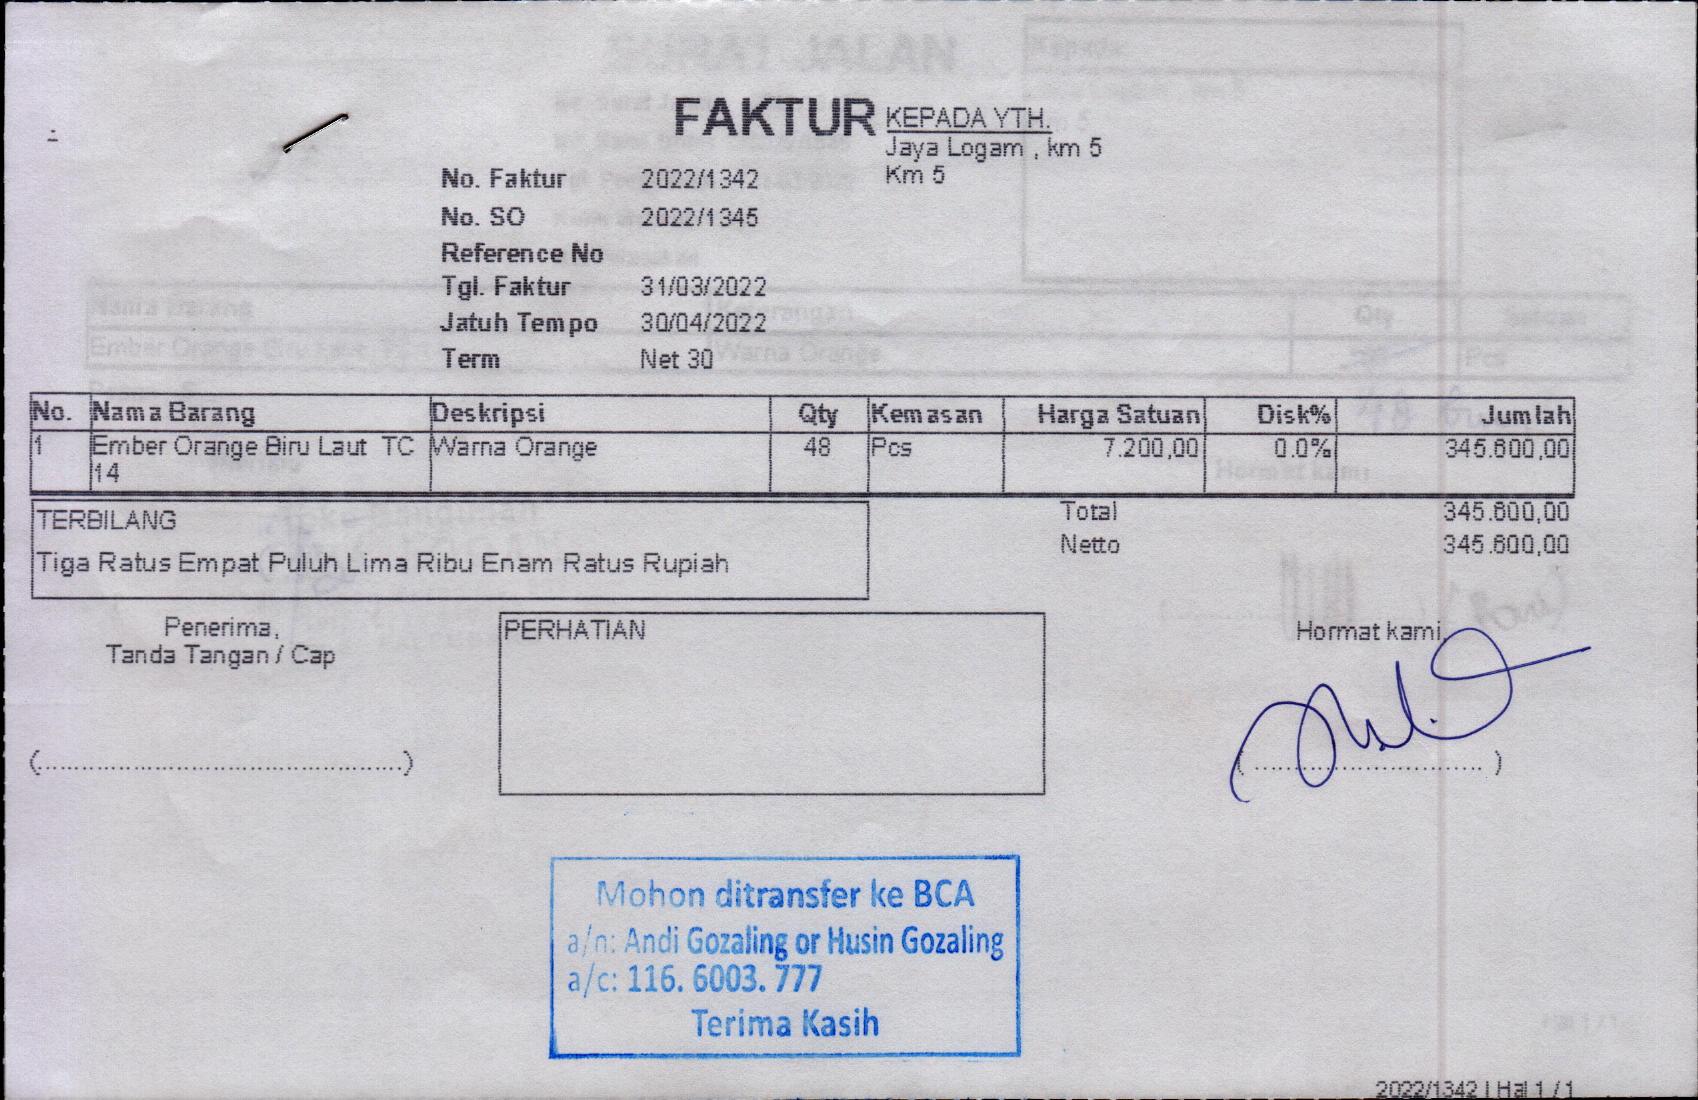 FAKTUR
KEPADA YTH.
Jaya Logam , km 5
Km 5
No. Faktur 2022/1342
No. SO 2022/1345
Reference No
Tgl. Faktur 31/03/2022
Jatuh Tempo 30/04/2022
Term Net 30
No. Nama Barang Deskripsi Qty Kemasan Harga Satuan Disk% Jumlah
1 Ember Orange Biru Laut TC Warna Orange 48 Pcs 7.200,00 0.0% 345.600,00
14
TERBILANG
Tiga Ratus Empat Puluh Lima Ribu Enam Ratus Rupiah
Total 345.600,00
Netto 345.600,00
Penerima,
Tanda Tangan / Cap
(............................................)
PERHATIAN
Hormat kami,
(............................)
Mohon ditransfer ke BCA
a/n: Andi Gozaling or Husin Gozaling
a/c: 116. 6003. 777
Terima Kasih
2022/1342 | Hal 1 / 1